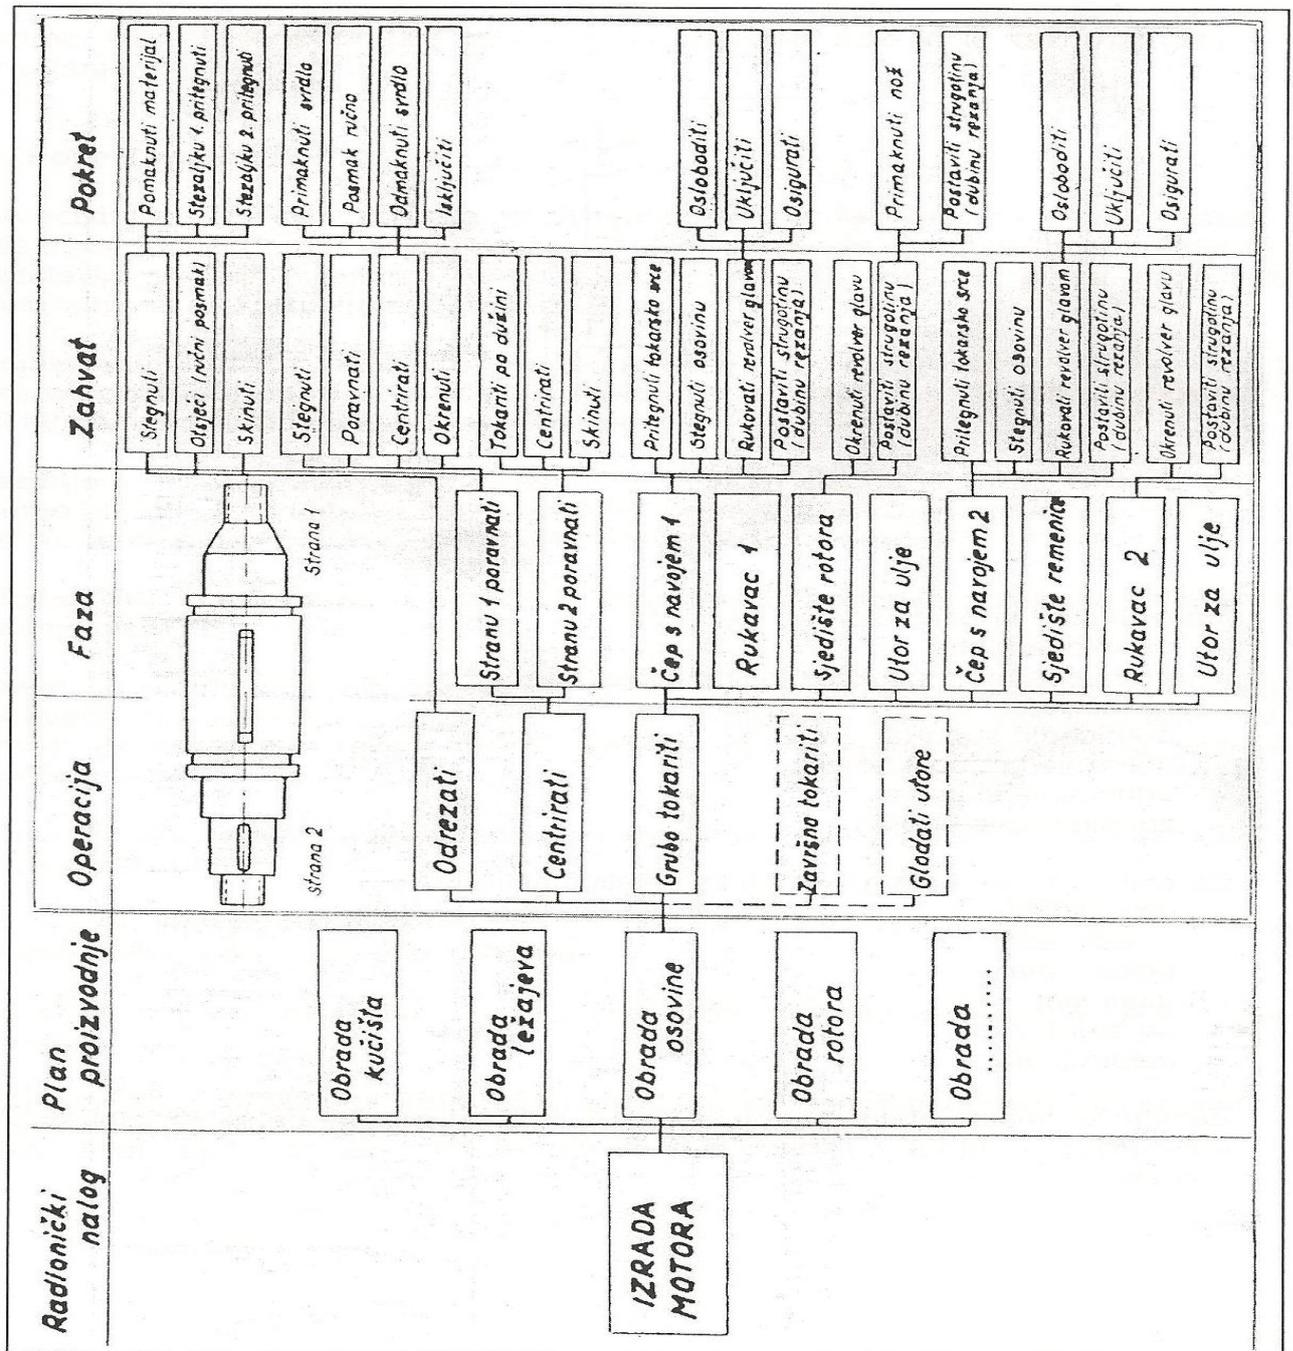 Radionički
nalog
Plan
proizvodnje
Operacija
Faza
Zahvat
Pokret
IZRADA
MOTORA
Obrada
kučišta
Obrada
ležajeva
Obrada
osovine
Obrada
rotora
Obrada
..........
Odrezati
Centrirati
Grubo tokariti
Završno tokariti
Glodati utore
strana 2
Strana 1
Stranu 1 poravnati
Stranu 2 poravnati
Čep s navojem 1
Rukavac 1
Sjedište rotora
Utor za ulje
Čep s navojem 2
Sjedište remenice
Rukavac 2
Utor za ulje
Stegnuti
Otsjeći (ručni posmak)
Skinuti
Stegnuti
Poravnati
Centrirati
Okrenuti
Tokariti po dužini
Centrirati
Skinuti
Pritegnuti tokarsko srce
Stegnuti osovinu
Rukovati revolver glavom
Postaviti strugotinu
(dubinu rezanja)
Okrenuti revolver glavu
Postaviti strugotinu
(dubinu rezanja)
Pritegnuti tokarsko srce
Stegnuti osovinu
Rukovati revolver glavom
Postaviti strugotinu
(dubinu rezanja)
Okrenuti revolver glavu
Postaviti strugotinu
(dubinu rezanja)
Pomaknuti materijal
Stezaljku 1. pritegnuti
Stezaljku 2. pritegnuti
Primaknuti svrdlo
Posmak ručno
Odmaknuti svrdlo
Isključiti
Osloboditi
Uključiti
Osigurati
Primaknuti nož
Postaviti strugotinu
(dubinu rezanja)
Osloboditi
Uključiti
Osigurati